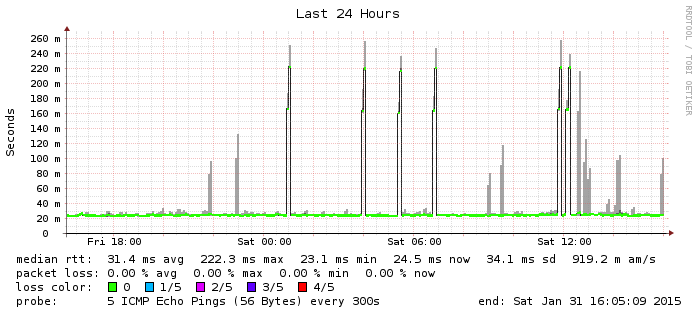 Last 24 Hours
RRDTOOL / TOBI OETIKER
Seconds
260 m
240 m
220 m
200 m
180 m
160 m
140 m
120 m
100 m
80 m
60 m
40 m
20 m
0
Fri 18:00 Sat 00:00 Sat 06:00 Sat 12:00
median rtt: 31.4 ms avg 222.3 ms max 23.1 ms min 24.5 ms now 34.1 ms sd 919.2 m am/s
packet loss: 0.00 % avg 0.00 % max 0.00 % min 0.00 % now
loss color: 0 1/5 2/5 3/5 4/5
probe: 5 ICMP Echo Pings (56 Bytes) every 300s end: Sat Jan 31 16:05:09 2015